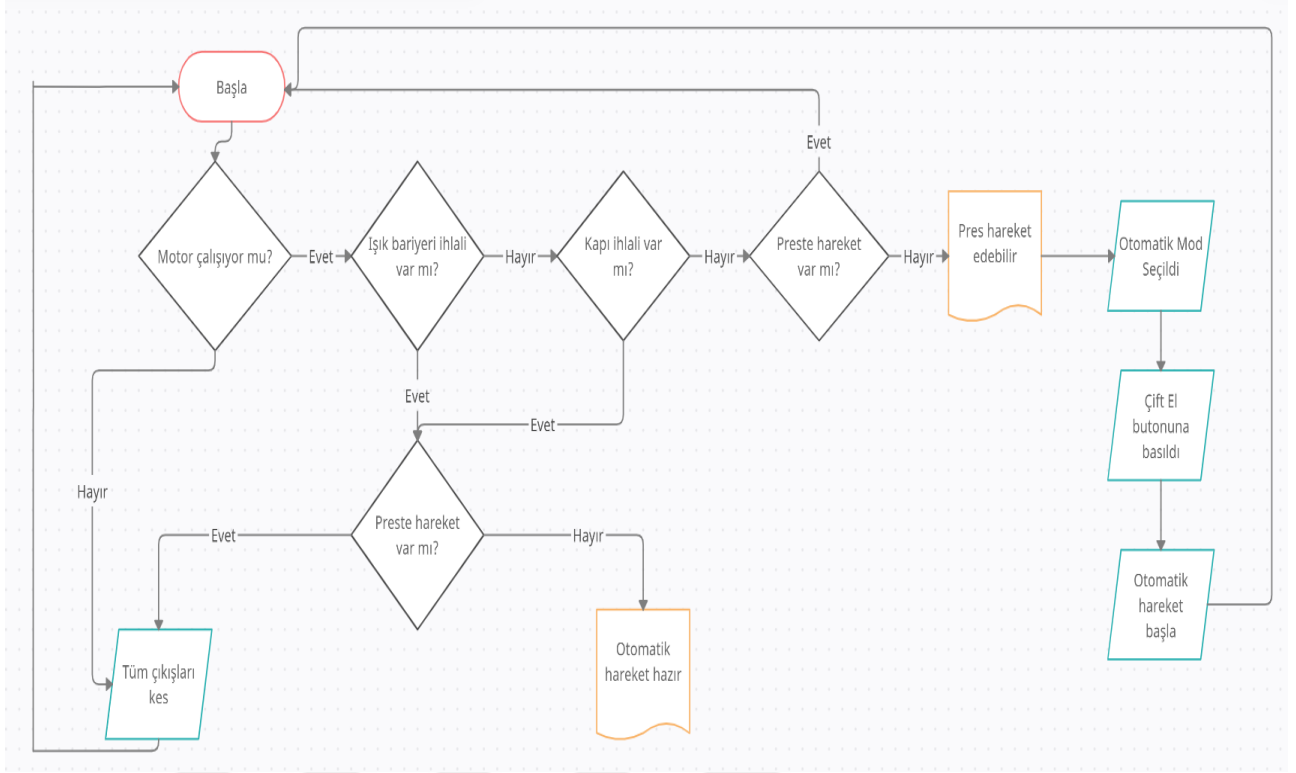 Başla
Evet
Motor çalışıyor mu?
Evet
Işık bariyeri ihlali
var mı?
Hayır
Kapı ihlali var
mı?
Hayır
Preste hareket
var mı?
Hayır
Pres hareket
edebilir
Otomatik Mod
Seçildi
Evet
Evet
Çift El
butonuna
basıldı
Hayır
Evet
Preste hareket
var mı?
Hayır
Otomatik
hareket
başla
Tüm çıkışları
kes
Otomatik
hareket hazır